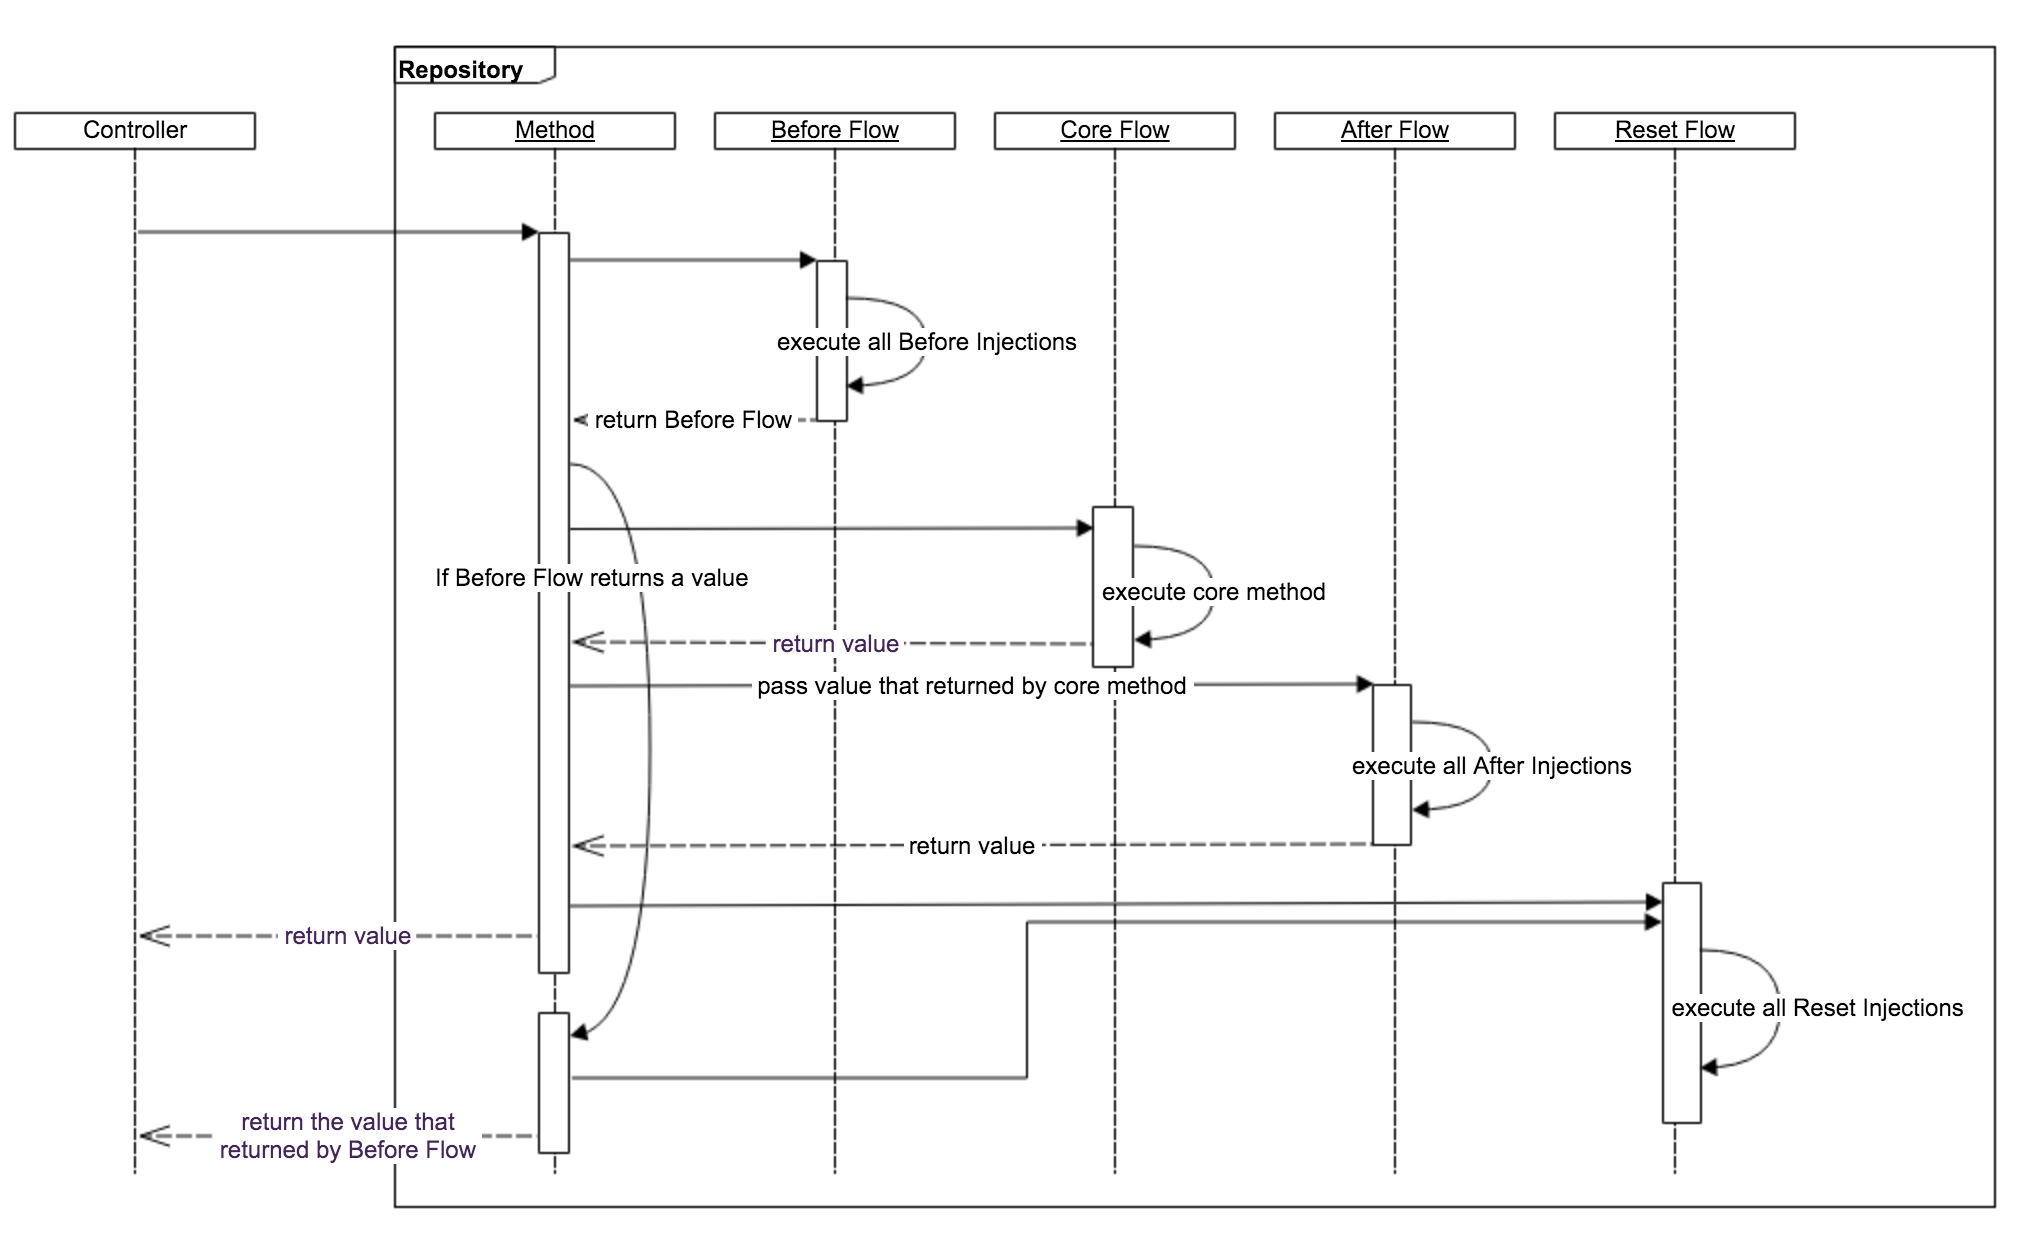 Repository
Controller
Method
Before Flow
Core Flow
After Flow
Reset Flow
execute all Before Injections
return Before Flow
If Before Flow returns a value
execute core method
return value
pass value that returned by core method
execute all After Injections
return value
return value
execute all Reset Injections
return the value that
returned by Before Flow